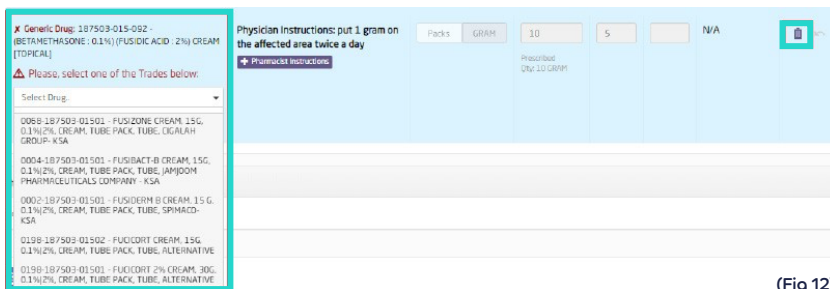 ✗ Generic Drug: 187503-015-092 -
(BETAMETHASONE : 0.1%) (FUSIDIC ACID : 2%) CREAM
[TOPICAL]
Please, select one of the Trades below:
Select Drug.
0068-187503-01501 - FUSIZONE CREAM, 15G,
0.1%|2%, CREAM, TUBE PACK, TUBE, CIGALAH
GROUP- KSA
0004-187503-01501 - FUSIBACT-B CREAM, 15G,
0.1%|2%, CREAM, TUBE PACK, TUBE, JAMJOOM
PHARMACEUTICALS COMPANY - KSA
0002-187503-01501 - FUSIDERM B CREAM, 15 G,
0.1%|2%, CREAM, TUBE PACK, TUBE, SPIMACO-
KSA
0198-187503-01502 - FUCICORT CREAM, 15G,
0.1%|2%, CREAM, TUBE PACK, TUBE, ALTERNATIVE
0198-187503-01501 - FUCICORT 2% CREAM, 30G,
0.1%|2%, CREAM, TUBE PACK, TUBE, ALTERNATIVE
Physician Instructions: put 1 gram on
the affected area twice a day
+ Pharmacist Instructions
Packs GRAM
10
Prescribed
Qty: 10 GRAM
5
N/A
(Fig 12)